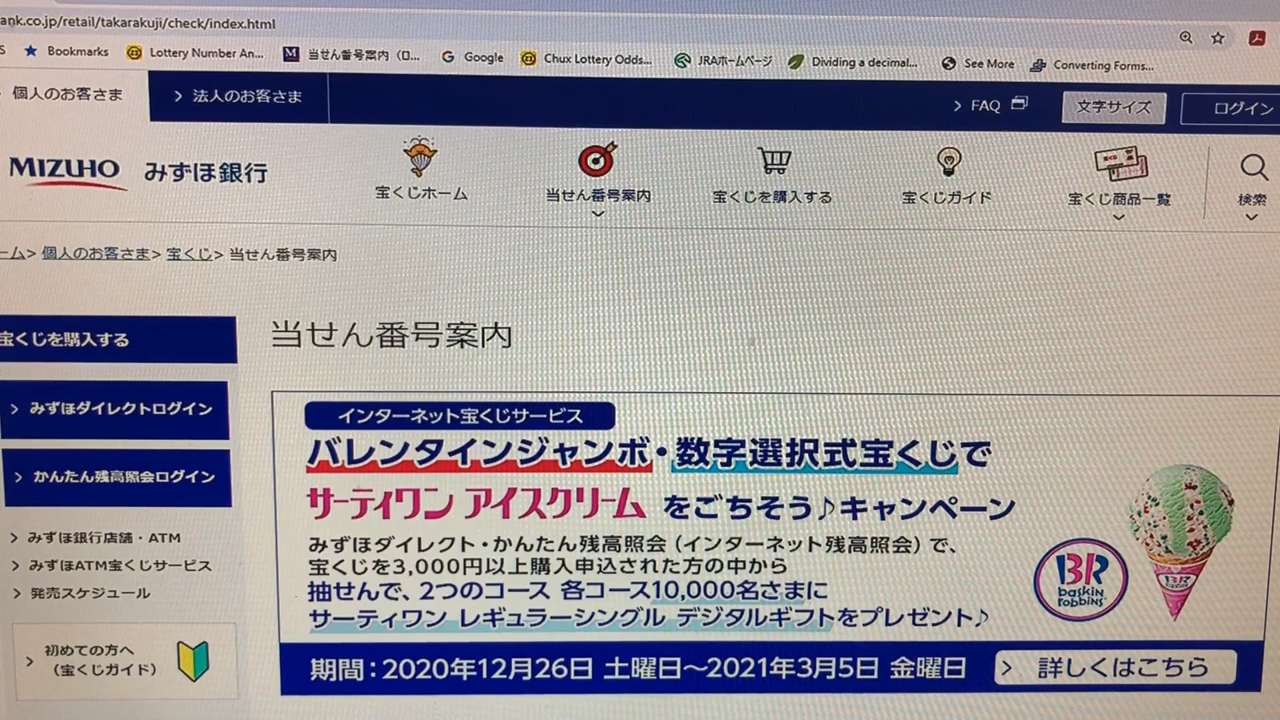 ank.co.jp/retail/takarakuji/check/index.html
Bookmarks
Lottery Number An...
当せん番号案内 (ロ...
Google
Chux Lottery Odds...
JRAホームページ
Dividing a decimal...
See More
Converting Forms...
個人のお客さま
法人のお客さま
FAQ
文字サイズ
ログイン
MIZUHO みずほ銀行
宝くじホーム
当せん番号案内
宝くじを購入する
宝くじガイド
宝くじ商品一覧
検索
ーム> 個人のお客さま> 宝くじ> 当せん番号案内
宝くじを購入する
みずほダイレクトログイン
かんたん残高照会ログイン
みずほ銀行店舗・ATM
みずほATM宝くじサービス
発売スケジュール
初めての方へ
(宝くじガイド)
当せん番号案内
インターネット宝くじサービス
バレンタインジャンボ・数字選択式宝くじで
サーティワン アイスクリーム をごちそう♪キャンペーン
みずほダイレクト・かんたん残高照会（インターネット残高照会）で、
宝くじを3,000円以上購入申込された方の中から
抽せんで、2つのコース 各コース10,000名さまに
サーティワン レギュラーシングル デジタルギフトをプレゼント♪
BR
baskin
robbins
BR
期間：2020年12月26日 土曜日～2021年3月5日 金曜日
詳しくはこちら